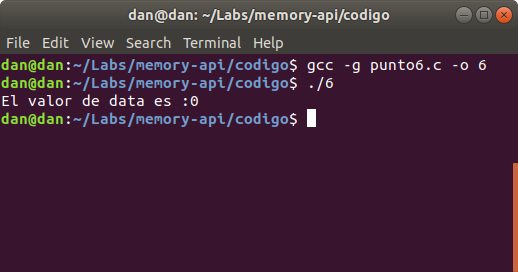 dan@dan: ~/Labs/memory-api/codigo
File Edit View Search Terminal Help
dan@dan:~/Labs/memory-api/codigo$ gcc -g punto6.c -o 6
dan@dan:~/Labs/memory-api/codigo$ ./6
El valor de data es :0
dan@dan:~/Labs/memory-api/codigo$